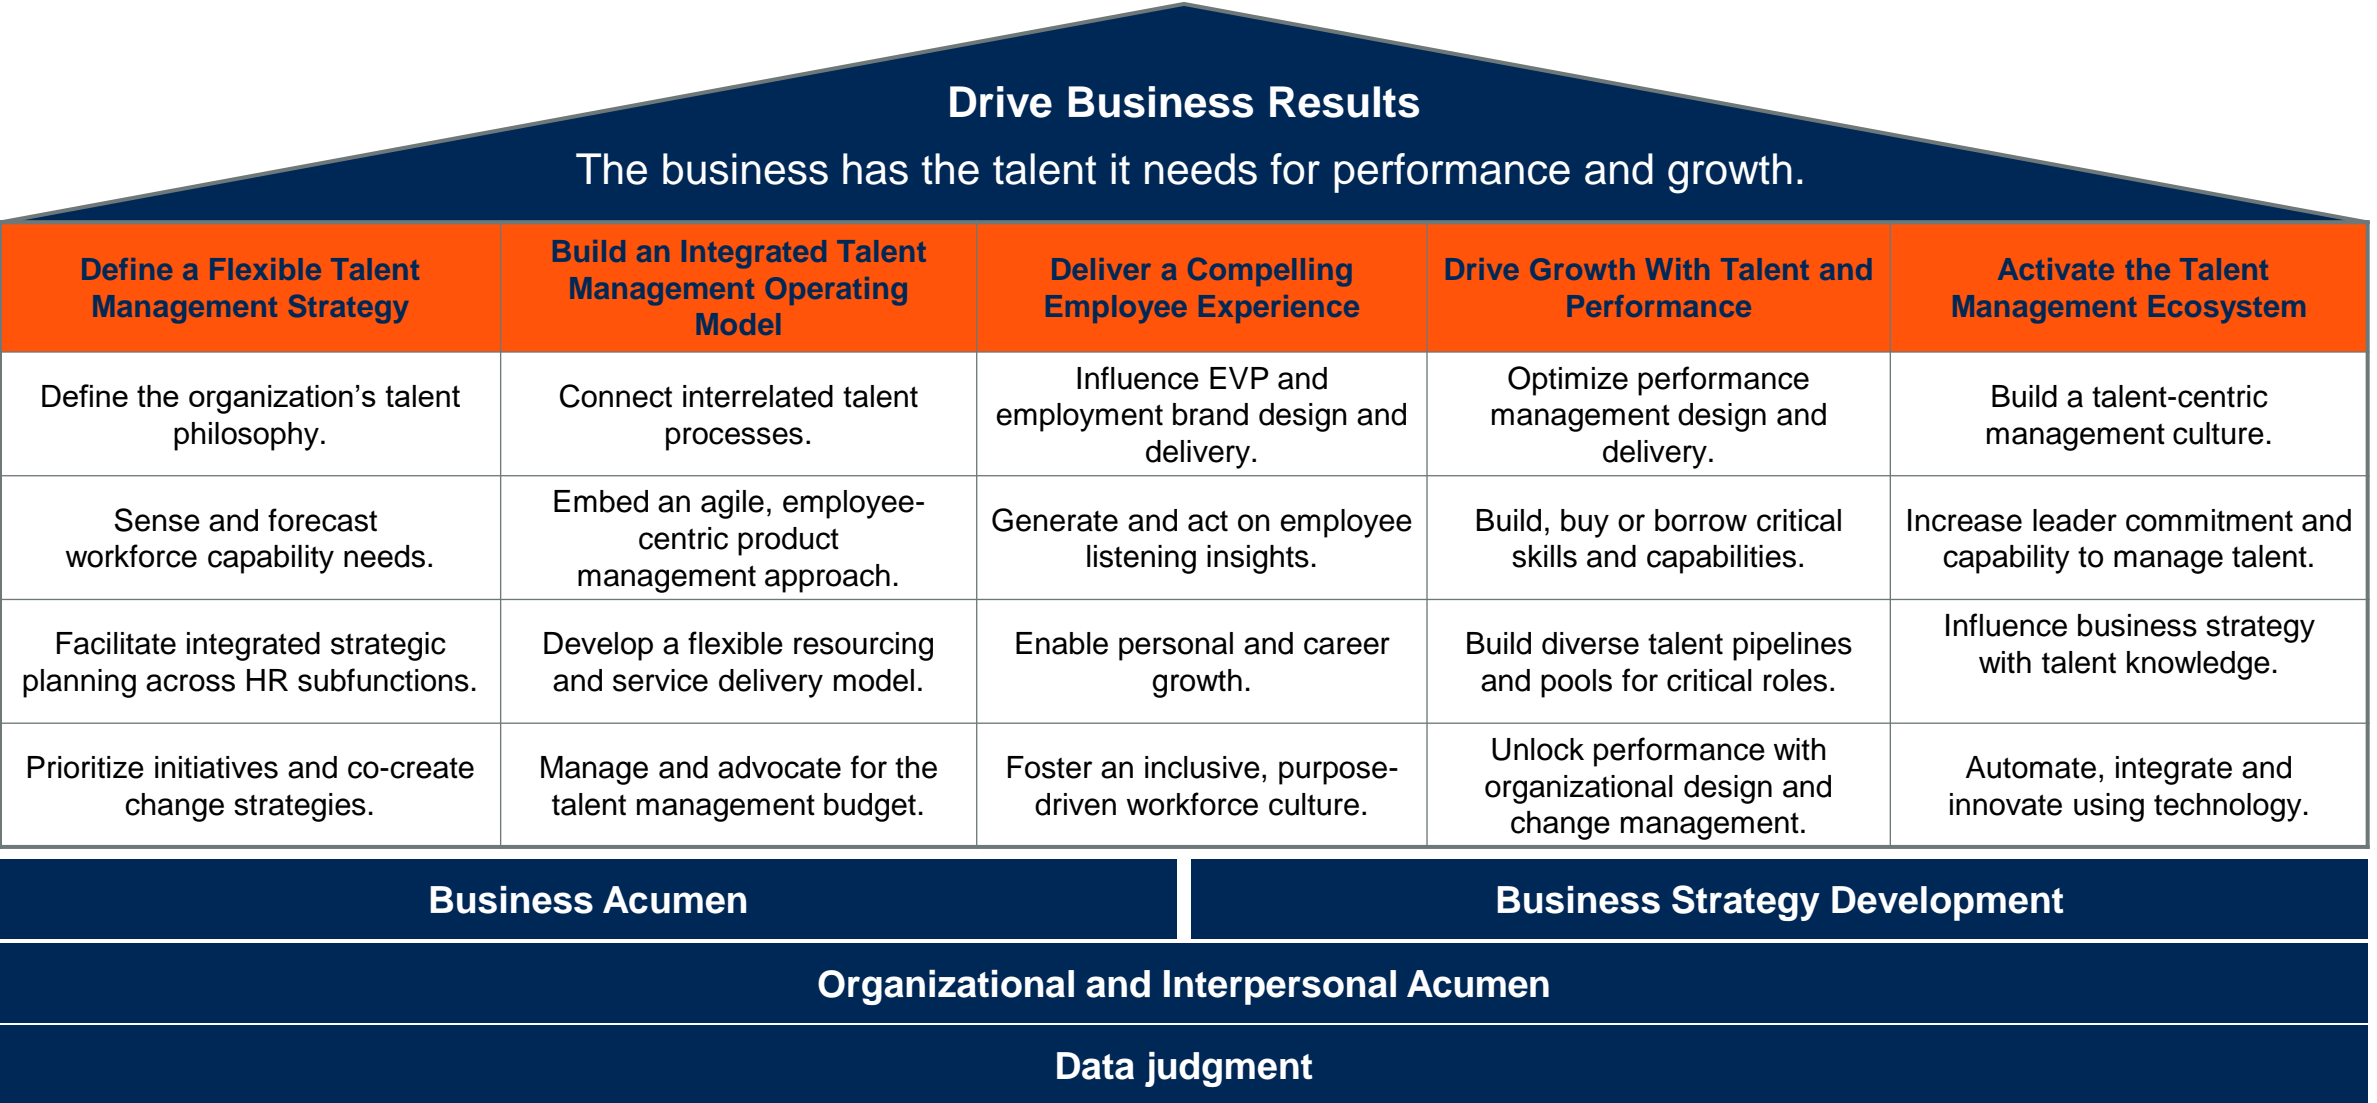 Drive Business Results
The business has the talent it needs for performance and growth.
Define a Flexible Talent
Management Strategy
Build an Integrated Talent
Management Operating
Model
Deliver a Compelling
Employee Experience
Drive Growth With Talent and
Performance
Activate the Talent
Management Ecosystem
Define the organization’s talent
philosophy.
Connect interrelated talent
processes.
Influence EVP and
employment brand design and
delivery.
Optimize performance
management design and
delivery.
Build a talent-centric
management culture.
Sense and forecast
workforce capability needs.
Embed an agile, employee-
centric product
management approach.
Generate and act on employee
listening insights.
Build, buy or borrow critical
skills and capabilities.
Increase leader commitment and
capability to manage talent.
Facilitate integrated strategic
planning across HR subfunctions.
Develop a flexible resourcing
and service delivery model.
Enable personal and career
growth.
Build diverse talent pipelines
and pools for critical roles.
Influence business strategy
with talent knowledge.
Prioritize initiatives and co-create
change strategies.
Manage and advocate for the
talent management budget.
Foster an inclusive, purpose-
driven workforce culture.
Unlock performance with
organizational design and
change management.
Automate, integrate and
innovate using technology.
Business Acumen
Business Strategy Development
Organizational and Interpersonal Acumen
Data judgment